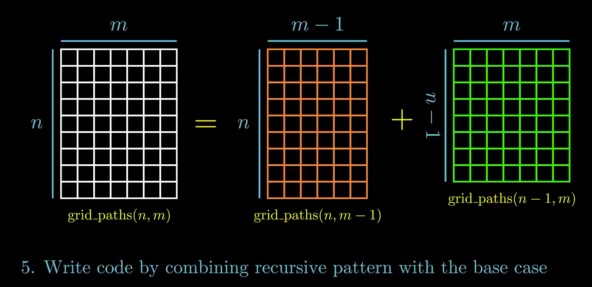 m
m − 1
m
n
=
n
+
n − 1
grid_paths(n, m)
grid_paths(n, m − 1)
grid_paths(n − 1, m)
5. Write code by combining recursive pattern with the base case